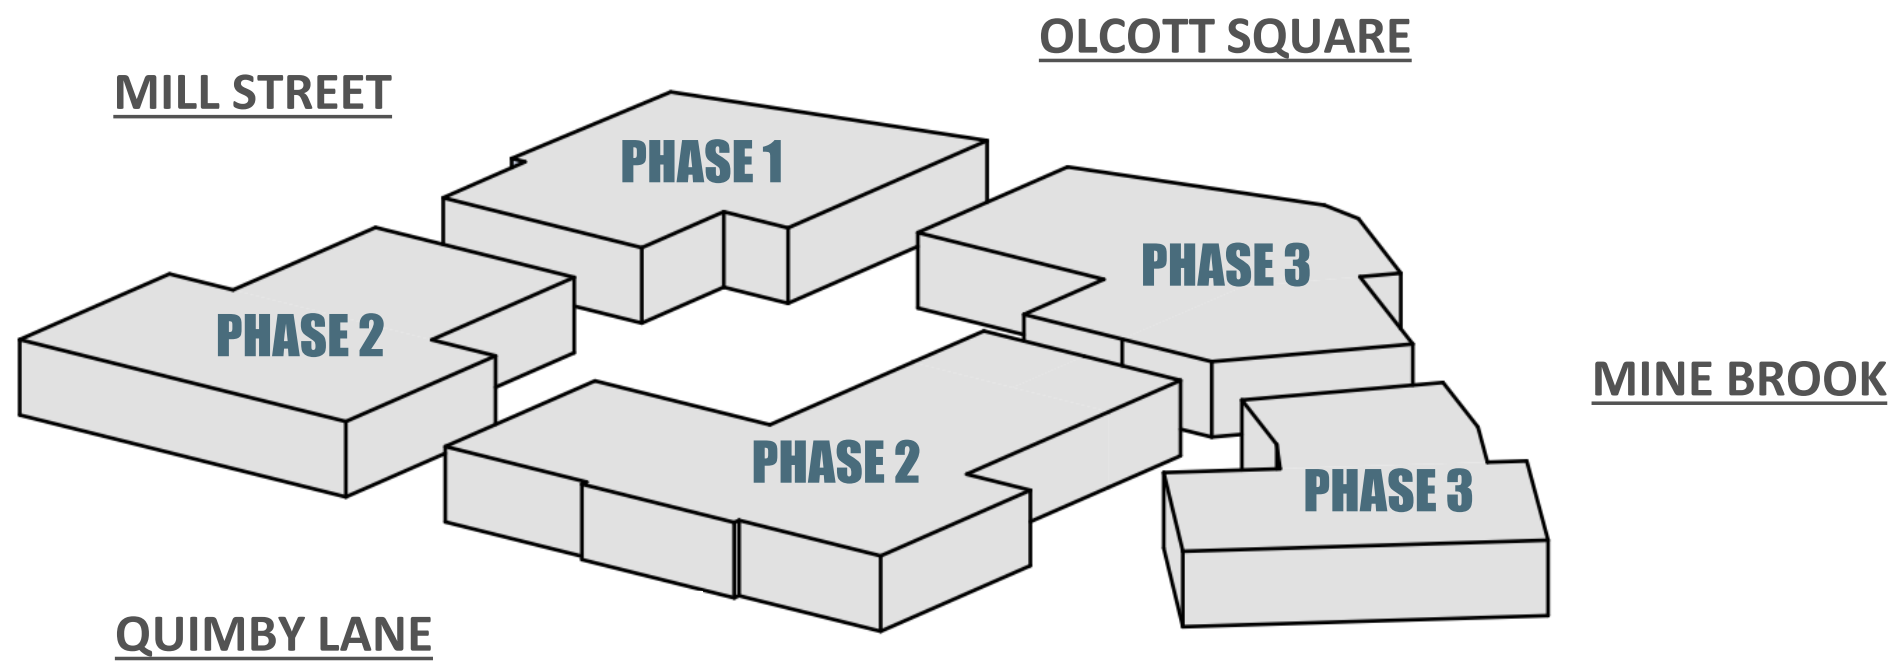 OLCOTT SQUARE
MILL STREET
PHASE 1
PHASE 3
PHASE 2
MINE BROOK
PHASE 2
PHASE 3
QUIMBY LANE